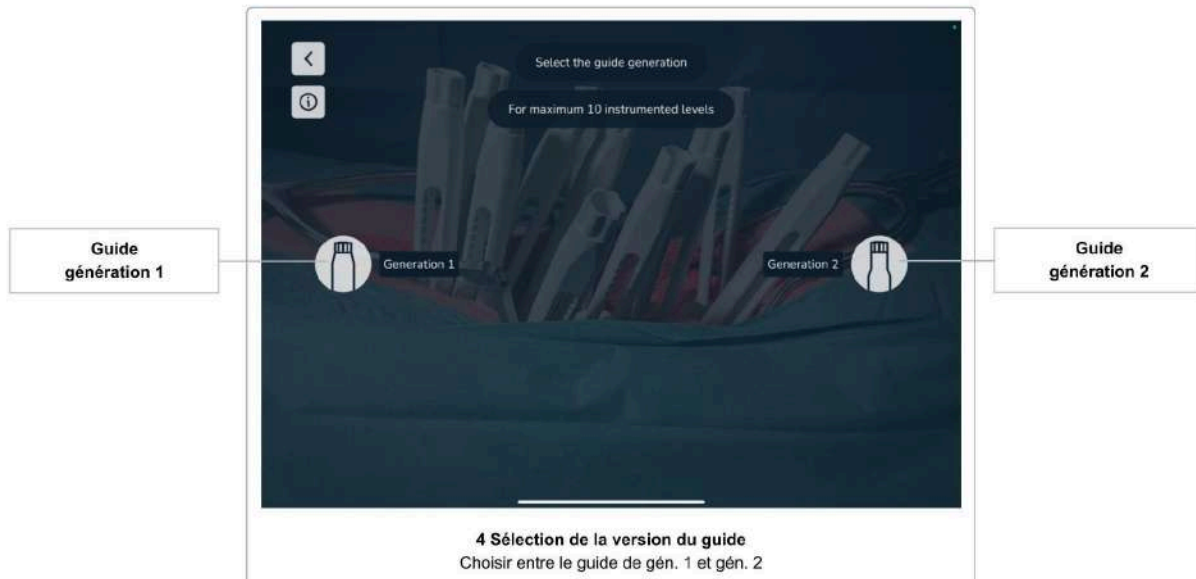 Select the guide generation
For maximum 10 instrumented levels
Guide
génération 1
Generation 1
Generation 2
Guide
génération 2
4 Sélection de la version du guide
Choisir entre le guide de gén. 1 et gén. 2